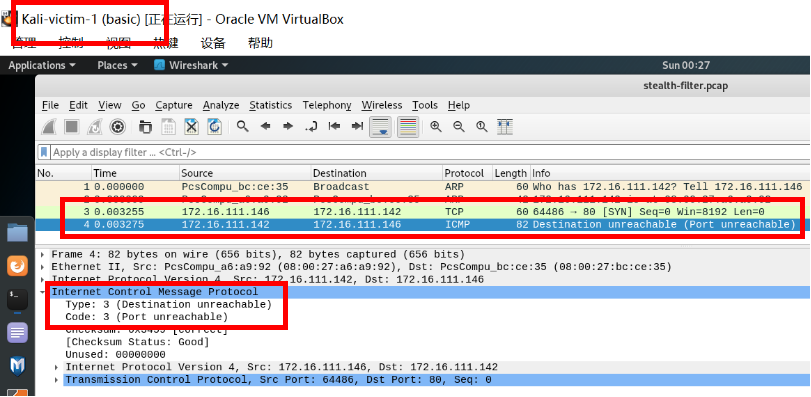 Kali-victim-1 (basic) [正在运行] - Oracle VM VirtualBox
管理 控制 视图 热键 设备 帮助
Applications Places Wireshark Sun 00:27
stealth-filter.pcap
File Edit View Go Capture Analyze Statistics Telephony Wireless Tools Help
Apply a display filter ... <Ctrl-/>
No. Time Source Destination Protocol Length Info
1 0.000000 PcsCompu_bc:ce:35 Broadcast ARP 60 Who has 172.16.111.142? Tell 172.16.111.146
3 0.003255 172.16.111.146 172.16.111.142 TCP 60 64486 → 80 [SYN] Seq=0 Win=8192 Len=0
4 0.003275 172.16.111.142 172.16.111.146 ICMP 82 Destination unreachable (Port unreachable)
Frame 4: 82 bytes on wire (656 bits), 82 bytes captured (656 bits)
Ethernet II, Src: PcsCompu_a6:a9:92 (08:00:27:a6:a9:92), Dst: PcsCompu_bc:ce:35 (08:00:27:bc:ce:35)
Internet Protocol Version 4, Src: 172.16.111.142, Dst: 172.16.111.146
Internet Control Message Protocol
Type: 3 (Destination unreachable)
Code: 3 (Port unreachable)
[Checksum Status: Good]
Unused: 00000000
Internet Protocol Version 4, Src: 172.16.111.146, Dst: 172.16.111.142
Transmission Control Protocol, Src Port: 64486, Dst Port: 80, Seq: 0